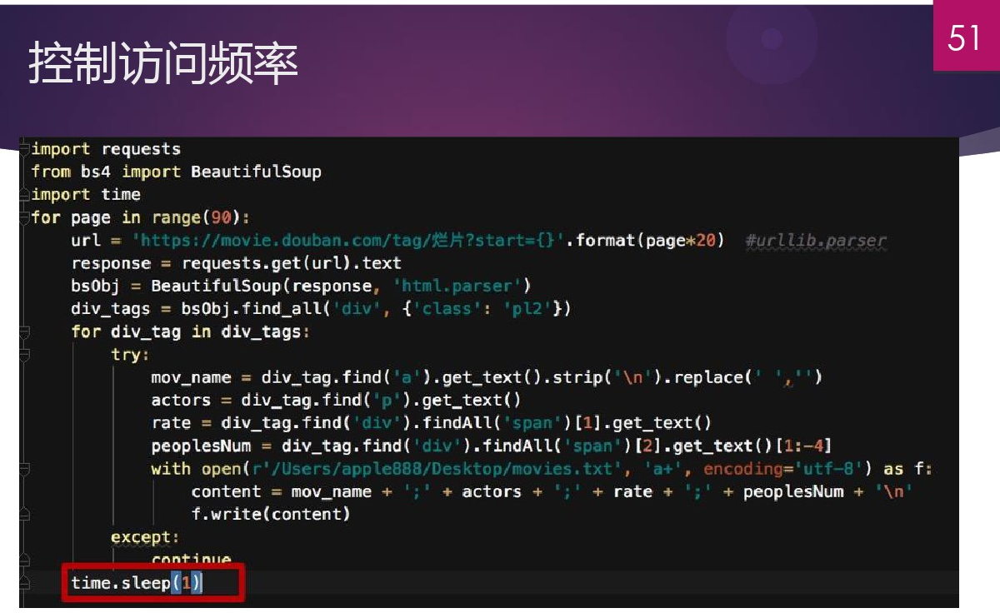 控制访问频率
51
import requests
from bs4 import BeautifulSoup
import time
for page in range(90):
    url = 'https://movie.douban.com/tag/烂片?start={}'.format(page*20)  #urllib.parser
    response = requests.get(url).text
    bsObj = BeautifulSoup(response, 'html.parser')
    div_tags = bsObj.find_all('div', {'class': 'pl2'})
    for div_tag in div_tags:
        try:
            mov_name = div_tag.find('a').get_text().strip('\n').replace(' ','')
            actors = div_tag.find('p').get_text()
            rate = div_tag.find('div').findAll('span')[1].get_text()
            peoplesNum = div_tag.find('div').findAll('span')[2].get_text()[1:-4]
            with open(r'/Users/apple888/Desktop/movies.txt', 'a+', encoding='utf-8') as f:
                content = mov_name + ';' + actors + ';' + rate + ';' + peoplesNum + '\n'
                f.write(content)
        except:
            continue
    time.sleep(1)